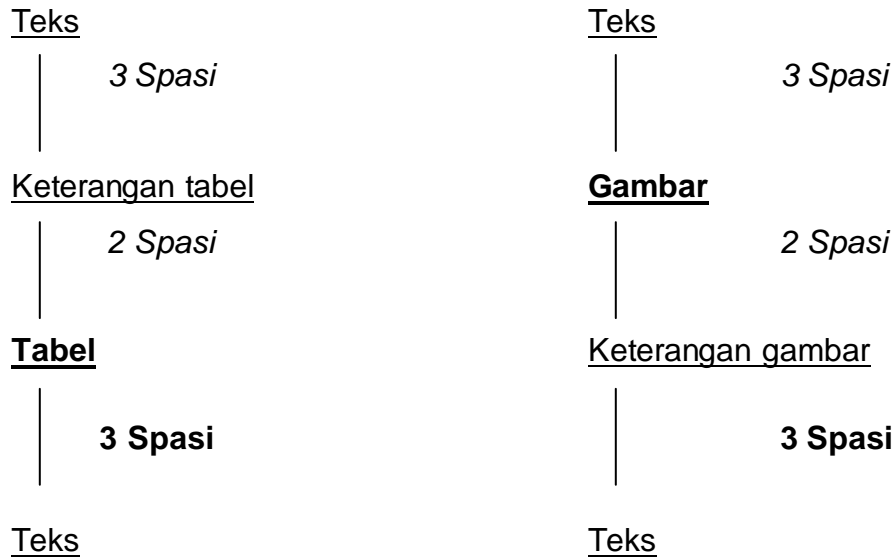 Teks Teks
3 Spasi 3 Spasi
Keterangan tabel Gambar
2 Spasi 2 Spasi
Tabel Keterangan gambar
3 Spasi 3 Spasi
Teks Teks